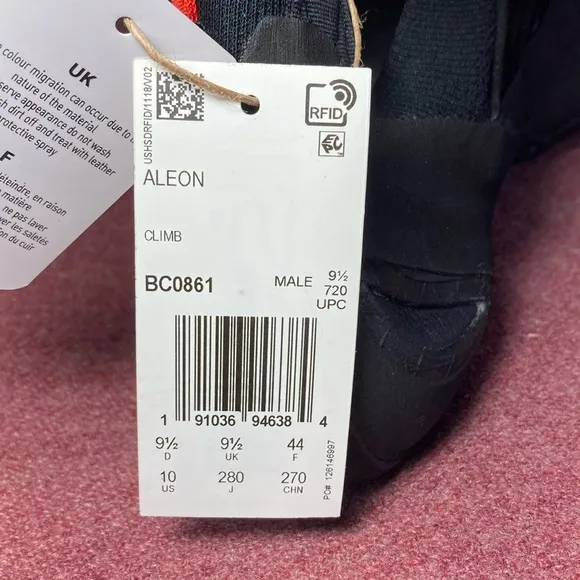 colour migration can occur due to
nature of the material
serve appearance do not wash
dirt off, and treat with leather
protective spray
UK
F
déteindre en raison
matière
ne pas laver
les saletés
du cuir
USHSDRFID/1118/V02
RFID
ALEON
CLIMB
BC0861 MALE 9½
720
UPC
1 91036 94638 4
9½ 9½ 44
D UK F
10 280 270
US J CHN
PO# 126146997